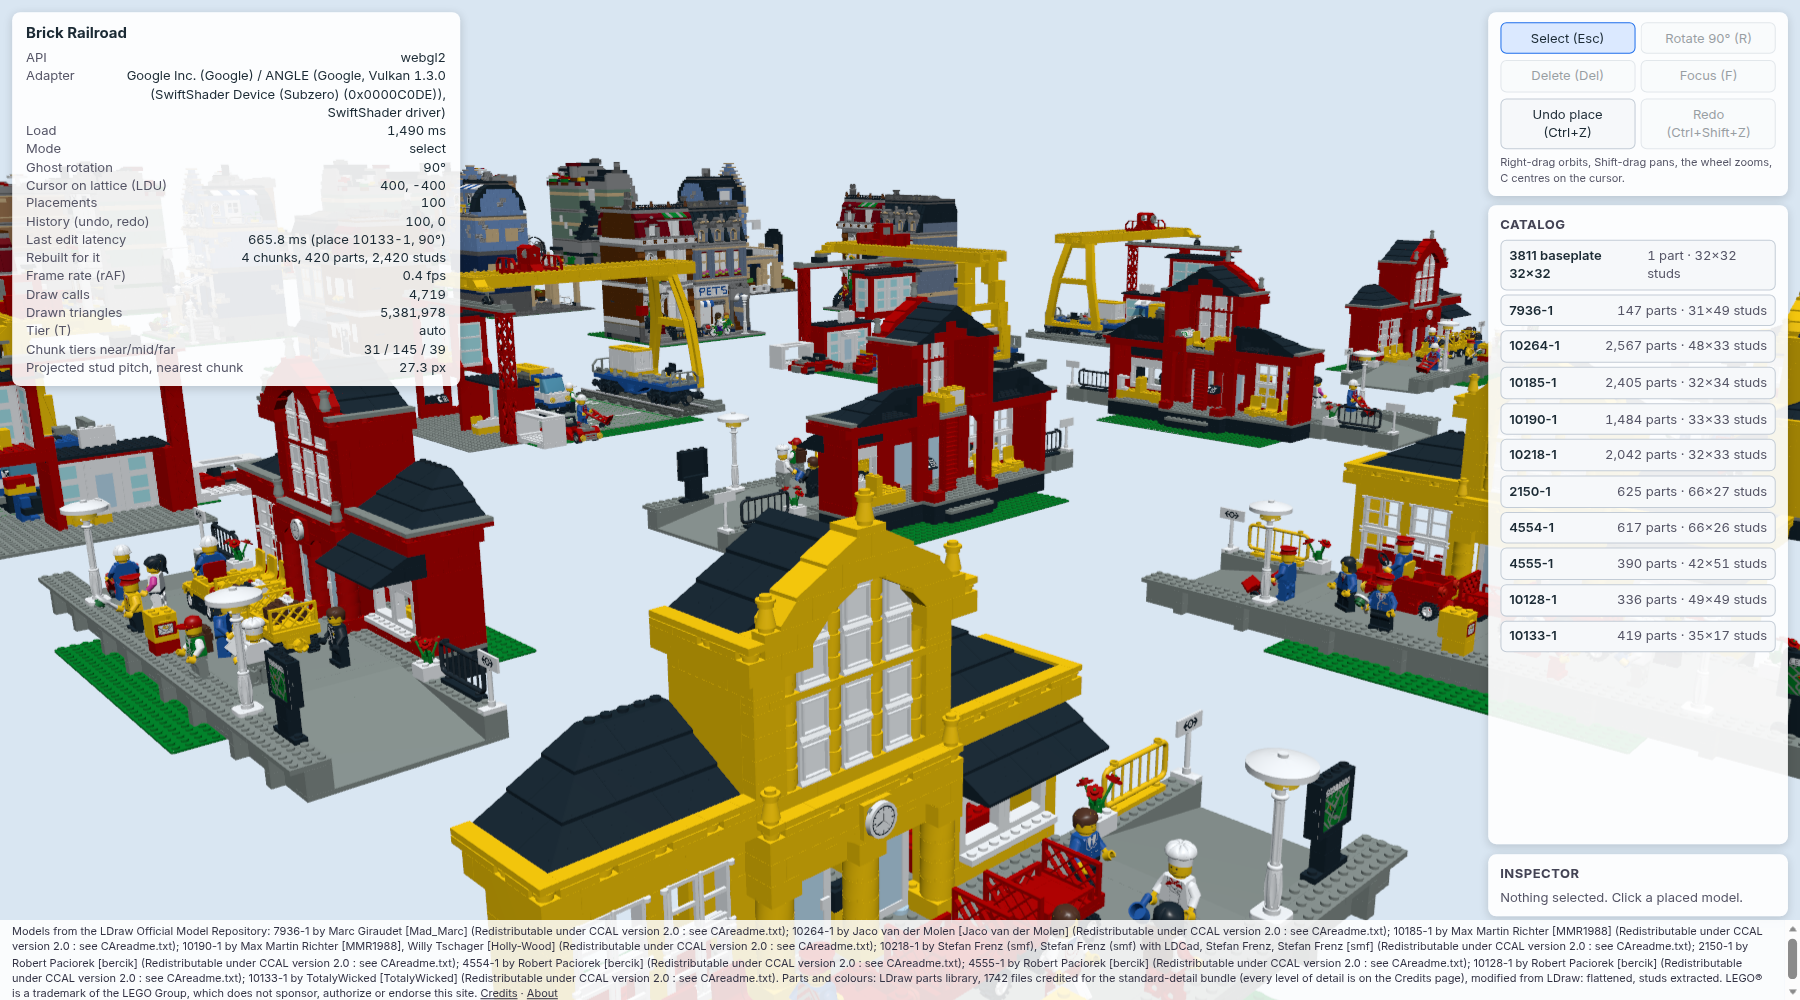 Brick Railroad
API webgl2
Adapter Google Inc. (Google) / ANGLE (Google, Vulkan 1.3.0
(SwiftShader Device (Subzero) (0x0000C0DE)),
SwiftShader driver)
Load 1,490 ms
Mode select
Ghost rotation 90°
Cursor on lattice (LDU) 400, -400
Placements 100
History (undo, redo) 100, 0
Last edit latency 665.8 ms (place 10133-1, 90°)
Rebuilt for it 4 chunks, 420 parts, 2,420 studs
Frame rate (rAF) 0.4 fps
Draw calls 4,719
Drawn triangles 5,381,978
Tier (T) auto
Chunk tiers near/mid/far 31 / 145 / 39
Projected stud pitch, nearest chunk 27.3 px
PETS
Select (Esc) Rotate 90° (R)
Delete (Del) Focus (F)
Undo place Redo
(Ctrl+Z) (Ctrl+Shift+Z)
Right-drag orbits, Shift-drag pans, the wheel zooms,
C centres on the cursor.
CATALOG
3811 baseplate 1 part · 32×32
32×32 studs
7936-1 147 parts · 31×49 studs
10264-1 2,567 parts · 48×33 studs
10185-1 2,405 parts · 32×34 studs
10190-1 1,484 parts · 33×33 studs
10218-1 2,042 parts · 32×33 studs
2150-1 625 parts · 66×27 studs
4554-1 617 parts · 66×26 studs
4555-1 390 parts · 42×51 studs
10128-1 336 parts · 49×49 studs
10133-1 419 parts · 35×17 studs
INSPECTOR
Nothing selected. Click a placed model.
Models from the LDraw Official Model Repository: 7936-1 by Marc Giraudet [Mad_Marc] (Redistributable under CCAL version 2.0 : see CAreadme.txt); 10264-1 by Jaco van der Molen [Jaco van der Molen] (Redistributable under CCAL version 2.0 : see CAreadme.txt); 10185-1 by Max Martin Richter [MMR1988] (Redistributable under CCAL
version 2.0 : see CAreadme.txt); 10190-1 by Max Martin Richter [MMR1988], Willy Tschager [Holly-Wood] (Redistributable under CCAL version 2.0 : see CAreadme.txt); 10218-1 by Stefan Frenz (smf), Stefan Frenz (smf) with LDCad, Stefan Frenz, Stefan Frenz [smf] (Redistributable under CCAL version 2.0 : see CAreadme.txt); 2150-1 by
Robert Paciorek [bercik] (Redistributable under CCAL version 2.0 : see CAreadme.txt); 4554-1 by Robert Paciorek [bercik] (Redistributable under CCAL version 2.0 : see CAreadme.txt); 4555-1 by Robert Paciorek [bercik] (Redistributable under CCAL version 2.0 : see CAreadme.txt); 10128-1 by Robert Paciorek [bercik] (Redistributable
under CCAL version 2.0 : see CAreadme.txt); 10133-1 by TotalyWicked [TotalyWicked] (Redistributable under CCAL version 2.0 : see CAreadme.txt). Parts and colours: LDraw parts library, 1742 files credited for the standard-detail bundle (every level of detail is on the Credits page), modified from LDraw: flattened, studs extracted. LEGO®
is a trademark of the LEGO Group, which does not sponsor, authorize or endorse this site. Credits · About